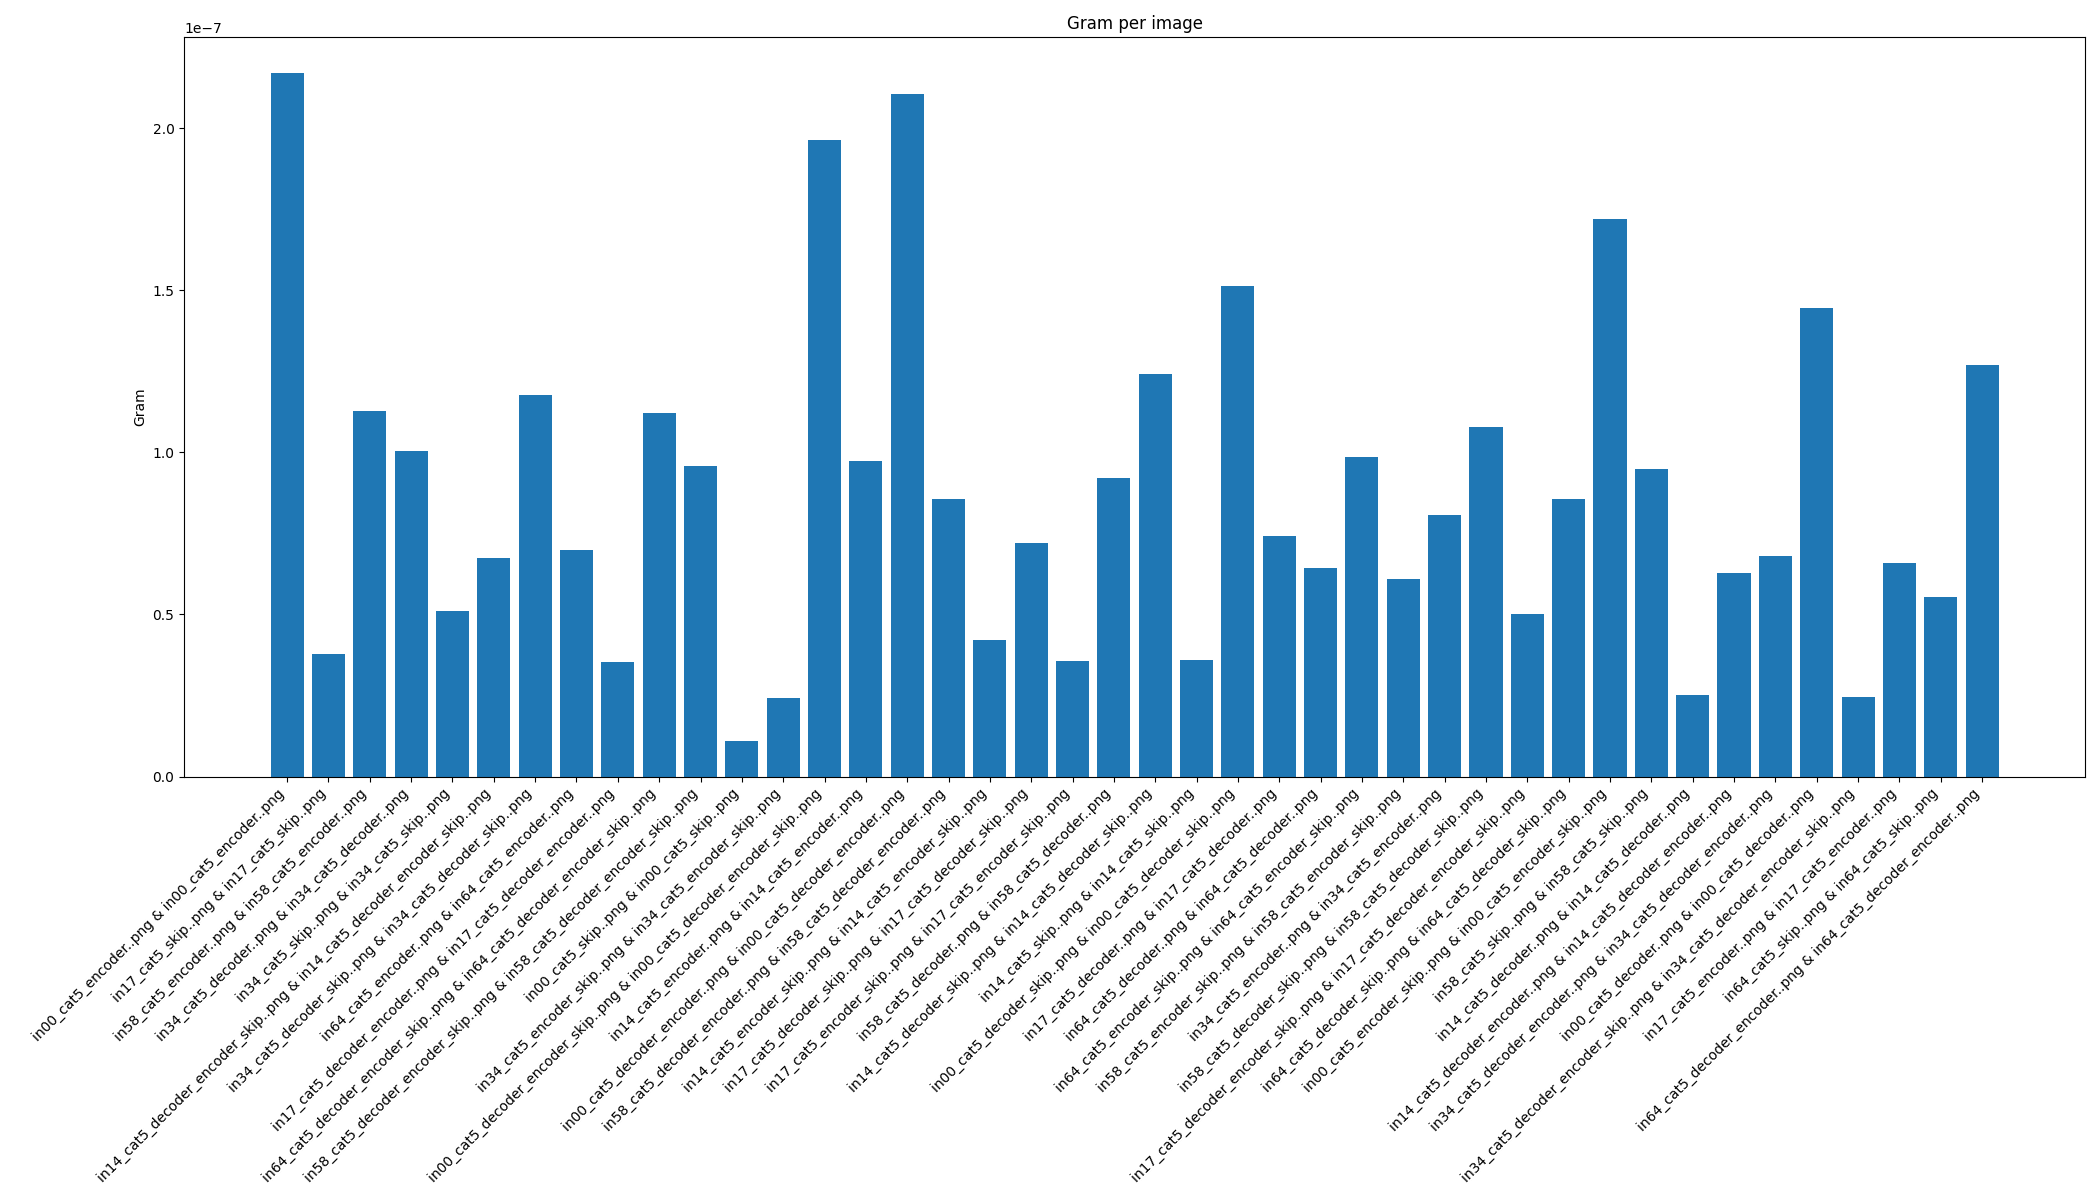 Gram per image
1e−7
2.0
1.5
1.0
0.5
0.0
Gram
in00_cat5_encoder..png & in00_cat5_encoder..png
in17_cat5_skip..png & in17_cat5_skip..png
in58_cat5_encoder..png & in58_cat5_encoder..png
in34_cat5_decoder..png & in34_cat5_decoder..png
in34_cat5_skip..png & in34_cat5_skip..png
in14_cat5_decoder_encoder_skip..png & in14_cat5_decoder_encoder_skip..png
in34_cat5_decoder_skip..png & in34_cat5_decoder_skip..png
in64_cat5_encoder..png & in64_cat5_encoder..png
in17_cat5_decoder_encoder..png & in17_cat5_decoder_encoder..png
in64_cat5_decoder_encoder_skip..png & in64_cat5_decoder_encoder_skip..png
in58_cat5_decoder_encoder_skip..png & in58_cat5_decoder_encoder_skip..png
in00_cat5_skip..png & in00_cat5_skip..png
in34_cat5_encoder_skip..png & in34_cat5_encoder_skip..png
in00_cat5_decoder_encoder_skip..png & in00_cat5_decoder_encoder_skip..png
in14_cat5_encoder..png & in14_cat5_encoder..png
in00_cat5_decoder_encoder..png & in00_cat5_decoder_encoder..png
in58_cat5_decoder_encoder..png & in58_cat5_decoder_encoder..png
in14_cat5_encoder_skip..png & in14_cat5_encoder_skip..png
in17_cat5_decoder_skip..png & in17_cat5_decoder_skip..png
in17_cat5_encoder_skip..png & in17_cat5_encoder_skip..png
in58_cat5_decoder..png & in58_cat5_decoder..png
in14_cat5_decoder_skip..png & in14_cat5_decoder_skip..png
in14_cat5_skip..png & in14_cat5_skip..png
in00_cat5_decoder_skip..png & in00_cat5_decoder_skip..png
in17_cat5_decoder..png & in17_cat5_decoder..png
in64_cat5_decoder..png & in64_cat5_decoder..png
in64_cat5_encoder_skip..png & in64_cat5_encoder_skip..png
in58_cat5_encoder_skip..png & in58_cat5_encoder_skip..png
in34_cat5_encoder..png & in34_cat5_encoder..png
in58_cat5_decoder_skip..png & in58_cat5_decoder_skip..png
in17_cat5_decoder_encoder_skip..png & in17_cat5_decoder_encoder_skip..png
in64_cat5_decoder_skip..png & in64_cat5_decoder_skip..png
in00_cat5_encoder_skip..png & in00_cat5_encoder_skip..png
in58_cat5_skip..png & in58_cat5_skip..png
in14_cat5_decoder..png & in14_cat5_decoder..png
in14_cat5_decoder_encoder..png & in14_cat5_decoder_encoder..png
in34_cat5_decoder_encoder..png & in34_cat5_decoder_encoder..png
in00_cat5_decoder..png & in00_cat5_decoder..png
in34_cat5_decoder_encoder_skip..png & in34_cat5_decoder_encoder_skip..png
in17_cat5_encoder..png & in17_cat5_encoder..png
in64_cat5_skip..png & in64_cat5_skip..png
in64_cat5_decoder_encoder..png & in64_cat5_decoder_encoder..png